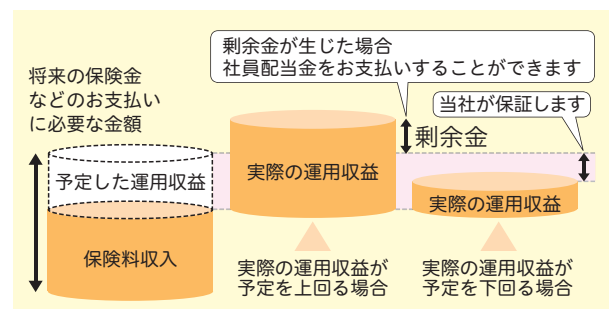 剰余金が生じた場合
社員配当金をお支払いすることができます
将来の保険金
などのお支払い
に必要な金額
当社が保証します
剰余金
予定した運用収益
実際の運用収益
実際の運用収益
保険料収入
実際の運用収益が
予定を上回る場合
実際の運用収益が
予定を下回る場合